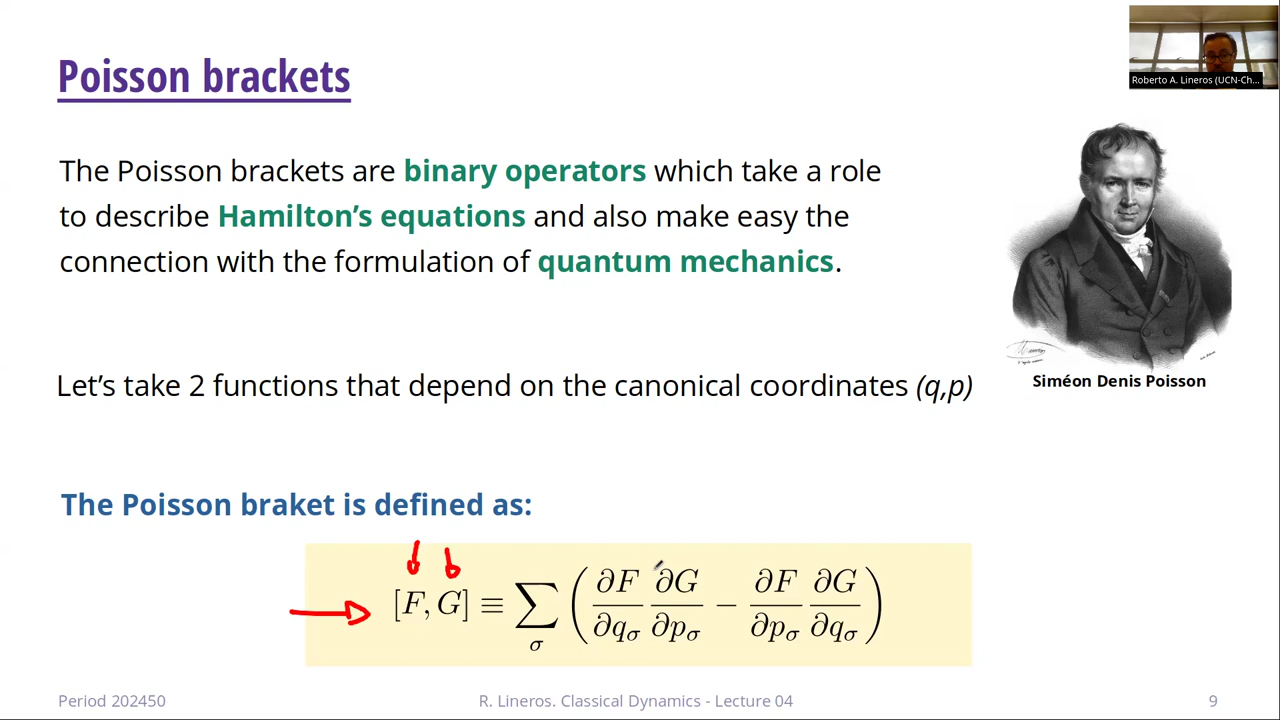 Poisson brackets
Roberto A. Lineros (UCN-Ch...
The Poisson brackets are binary operators which take a role
to describe Hamilton's equations and also make easy the
connection with the formulation of quantum mechanics.
Siméon Denis Poisson
Let's take 2 functions that depend on the canonical coordinates (q,p)
The Poisson braket is defined as:
[F, G] ≡ ∑_σ ( ∂F/∂q_σ ∂G/∂p_σ − ∂F/∂p_σ ∂G/∂q_σ )
Period 202450
R. Lineros. Classical Dynamics - Lecture 04
9